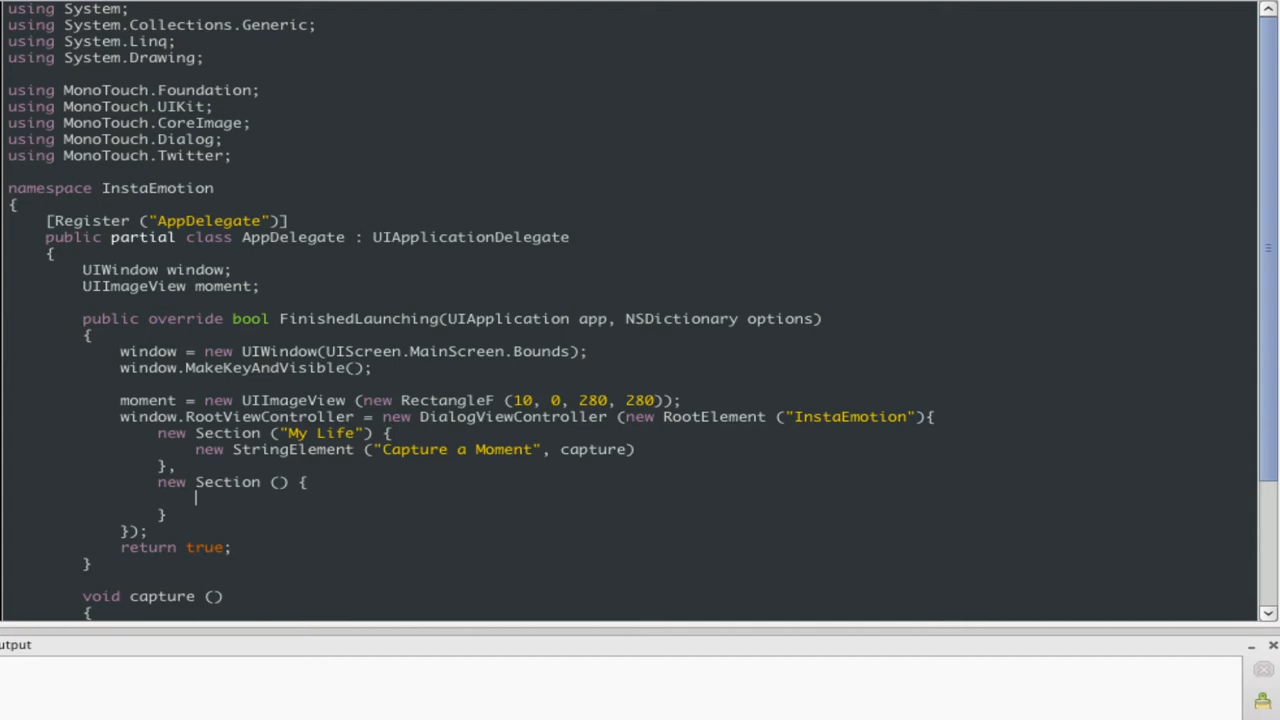 using System;
using System.Collections.Generic;
using System.Linq;
using System.Drawing;
using MonoTouch.Foundation;
using MonoTouch.UIKit;
using MonoTouch.CoreImage;
using MonoTouch.Dialog;
using MonoTouch.Twitter;
namespace InstaEmotion
{
[Register ("AppDelegate")]
public partial class AppDelegate : UIApplicationDelegate
{
UIWindow window;
UIImageView moment;
public override bool FinishedLaunching(UIApplication app, NSDictionary options)
{
window = new UIWindow(UIScreen.MainScreen.Bounds);
window.MakeKeyAndVisible();
moment = new UIImageView (new RectangleF (10, 0, 280, 280));
window.RootViewController = new DialogViewController (new RootElement ("InstaEmotion"){
new Section ("My Life") {
new StringElement ("Capture a Moment", capture)
},
new Section () {
}
});
return true;
}
void capture ()
{
utput